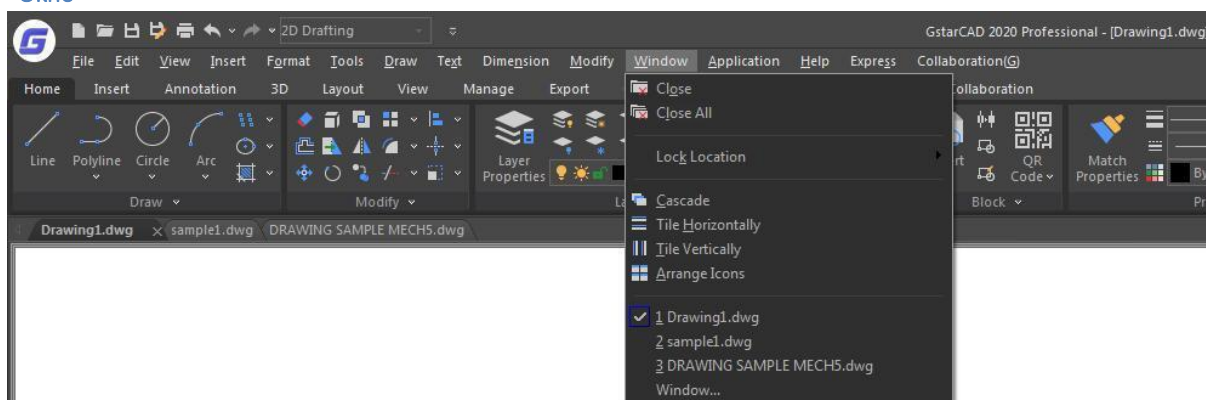 2D Drafting
GstarCAD 2020 Professional - [Drawing1.dwg
File Edit View Insert Format Tools Draw Text Dimension Modify Window Application Help Express Collaboration(G)
Home Insert Annotation 3D Layout View Manage Export
Close
Close All
Lock Location
Cascade
Tile Horizontally
Tile Vertically
Arrange Icons
1 Drawing1.dwg
2 sample1.dwg
3 DRAWING SAMPLE MECH5.dwg
Window...
Line Polyline Circle Arc
Layer
Properties
QR
Code
Match
Properties
Draw Modify Block
Drawing1.dwg sample1.dwg DRAWING SAMPLE MECH5.dwg